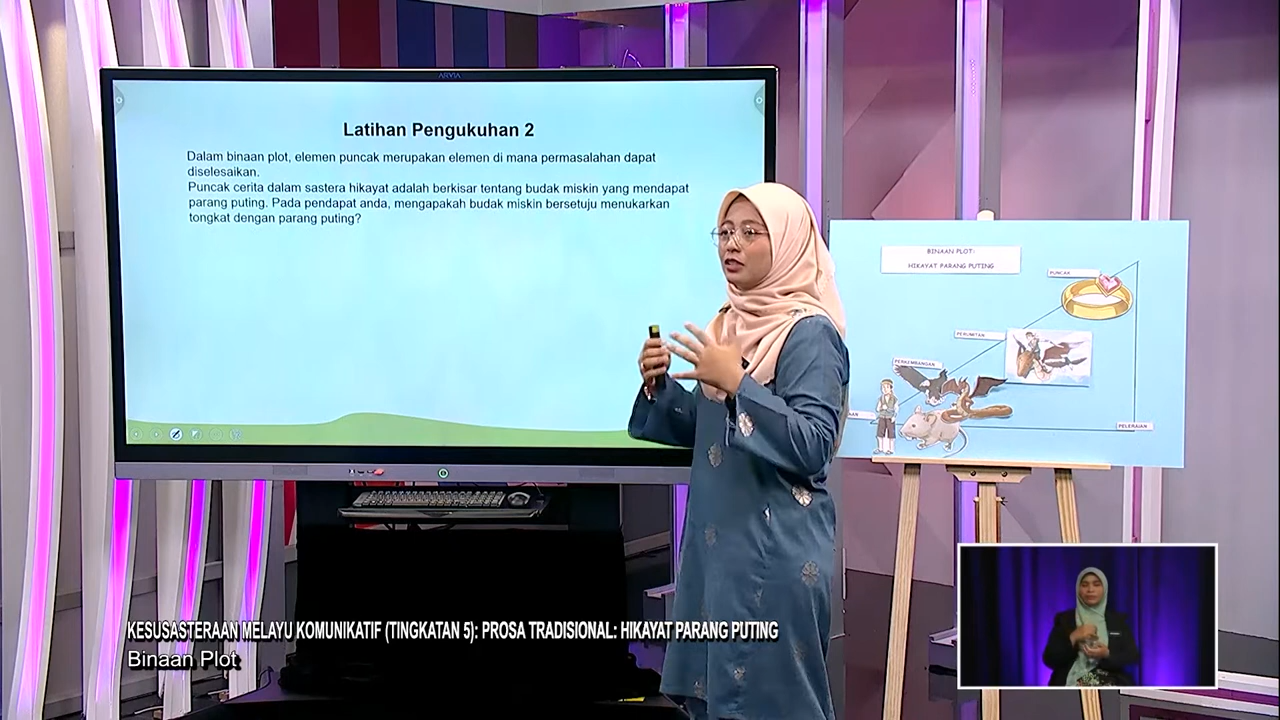 ARVIA
Latihan Pengukuhan 2
Dalam binaan plot, elemen puncak merupakan elemen di mana permasalahan dapat
diselesaikan.
Puncak cerita dalam sastera hikayat adalah berkisar tentang budak miskin yang mendapat
parang puting. Pada pendapat anda, mengapakah budak miskin bersetuju menukarkan
tongkat dengan parang puting?
BINAAN PLOT:
HIKAYAT PARANG PUTING
PUNCAK
PERUMITAN
PERKEMBANGAN
AAN
PELERAIAN
KESUSASTERAAN MELAYU KOMUNIKATIF (TINGKATAN 5): PROSA TRADISIONAL: HIKAYAT PARANG PUTING
Binaan Plot